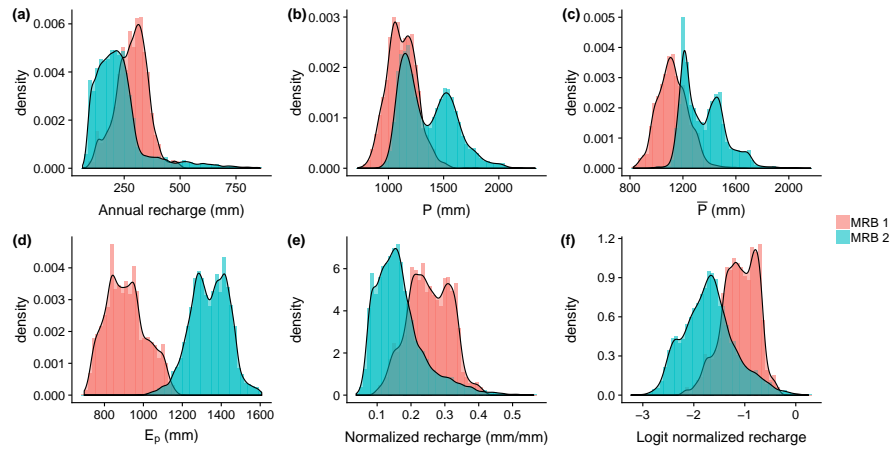 (a)
0.006
0.004
0.002
0.000
density
250
500
750
Annual recharge (mm)
(b)
0.003
0.002
0.001
0.000
density
1000
1500
2000
P (mm)
(c)
0.005
0.004
0.003
0.002
0.001
0.000
density
800
1200
1600
2000
P̅ (mm)
MRB 1
MRB 2
(d)
0.004
0.003
0.002
0.001
0.000
density
800
1000
1200
1400
1600
Ep (mm)
(e)
6
4
2
0
density
0.1
0.2
0.3
0.4
0.5
Normalized recharge (mm/mm)
(f)
1.2
0.9
0.6
0.3
0.0
density
−3
−2
−1
0
Logit normalized recharge